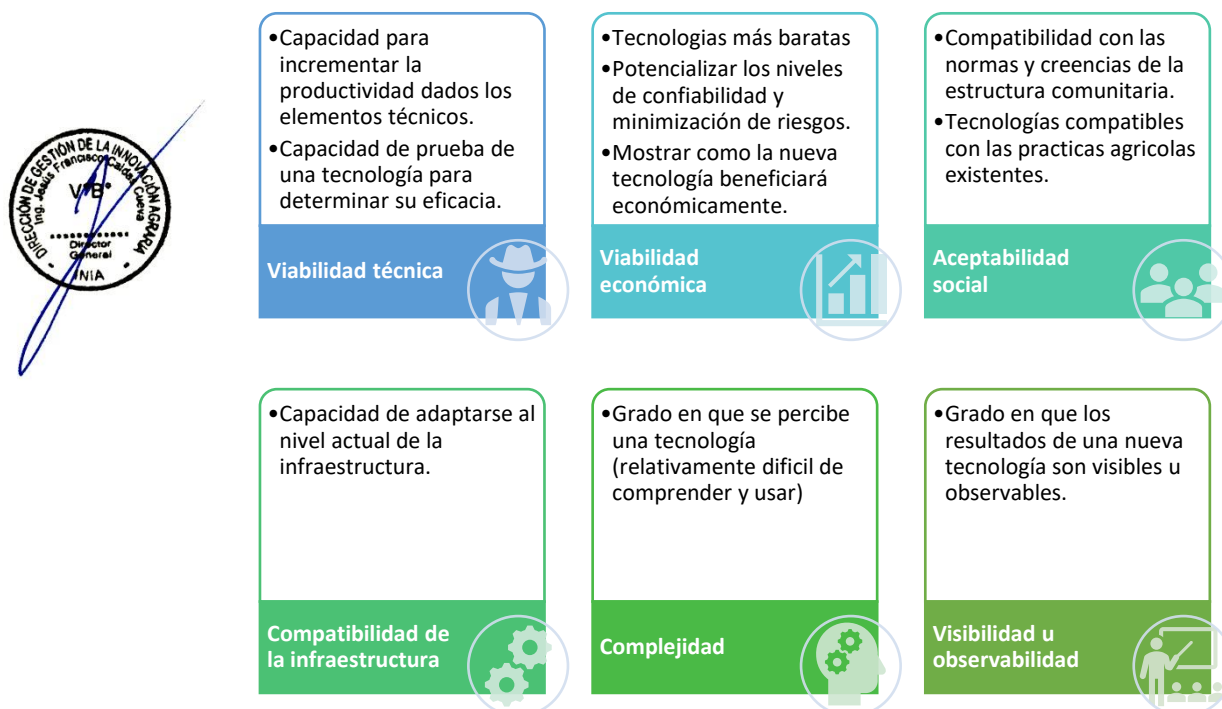 DIRECCIÓN DE GESTIÓN DE LA INNOVACIÓN AGRARIA
Ing. Jesús Francisco Caldas Cueva
V°B°
Director
General
INIA
•Capacidad para
incrementar la
productividad dados los
elementos técnicos.
•Capacidad de prueba de
una tecnología para
determinar su eficacia.
Viabilidad técnica
•Tecnologias más baratas
•Potencializar los niveles
de confiabilidad y
minimización de riesgos.
•Mostrar como la nueva
tecnología beneficiará
económicamente.
Viabilidad
económica
•Compatibilidad con las
normas y creencias de la
estructura comunitaria.
•Tecnologías compatibles
con las practicas agricolas
existentes.
Aceptabilidad
social
•Capacidad de adaptarse al
nivel actual de la
infraestructura.
Compatibilidad de
la infraestructura
•Grado en que se percibe
una tecnología
(relativamente dificil de
comprender y usar)
Complejidad
•Grado en que los
resultados de una nueva
tecnología son visibles u
observables.
Visibilidad u
observabilidad